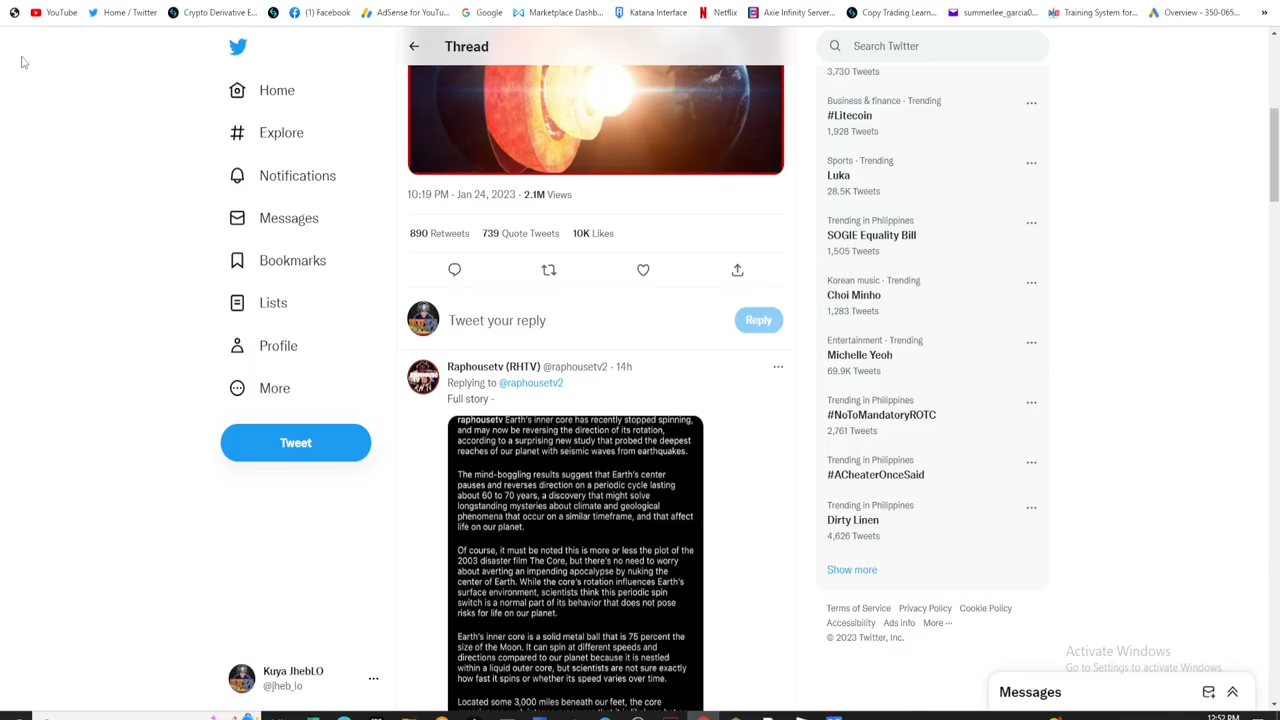 YouTube
Home / Twitter
Crypto Derivative E...
(1) Facebook
AdSense for YouTu...
Google
Marketplace Dashb...
Katana Interface
Netflix
Axie Infinity Server...
Copy Trading Learn...
summerlee_garcia0...
Training System for...
Overview - 350-065...
»
Home
Explore
Notifications
Messages
Bookmarks
Lists
Profile
More
Tweet
Kuya JhebLO
@jheb_lo
Thread
10:19 PM · Jan 24, 2023 · 2.1M Views
890 Retweets 739 Quote Tweets 10K Likes
Tweet your reply
Reply
Raphousetv (RHTV) @raphousetv2 · 14h
Replying to @raphousetv2
Full story -
raphousetv Earth's inner core has recently stopped spinning,
and may now be reversing the direction of its rotation,
according to a surprising new study that probed the deepest
reaches of our planet with seismic waves from earthquakes.
The mind-boggling results suggest that Earth's center
pauses and reverses direction on a periodic cycle lasting
about 60 to 70 years, a discovery that might solve
longstanding mysteries about climate and geological
phenomena that occur on a similar timeframe, and that affect
life on our planet.
Of course, it must be noted this is more or less the plot of the
2003 disaster film The Core, but there's no need to worry
about averting an impending apocalypse by nuking the
center of Earth. While the core's rotation influences Earth's
surface environment, scientists think this periodic spin
switch is a normal part of its behavior that does not pose
risks for life on our planet.
Earth's inner core is a solid metal ball that is 75 percent the
size of the Moon. It can spin at different speeds and
directions compared to our planet because it is nestled
within a liquid outer core, but scientists are not sure exactly
how fast it spins or whether its speed varies over time.
Located some 3,000 miles beneath our feet, the core
Search Twitter
3,730 Tweets
Business & finance · Trending
#Litecoin
1,928 Tweets
Sports · Trending
Luka
28.5K Tweets
Trending in Philippines
SOGIE Equality Bill
1,505 Tweets
Korean music · Trending
Choi Minho
1,283 Tweets
Entertainment · Trending
Michelle Yeoh
69.9K Tweets
Trending in Philippines
#NoToMandatoryROTC
2,761 Tweets
Trending in Philippines
#ACheaterOnceSaid
Trending in Philippines
Dirty Linen
4,626 Tweets
Show more
Terms of Service Privacy Policy Cookie Policy
Accessibility Ads info More ···
© 2023 Twitter, Inc.
Activate Windows
Go to Settings to activate Windows.
Messages
12:52 PM